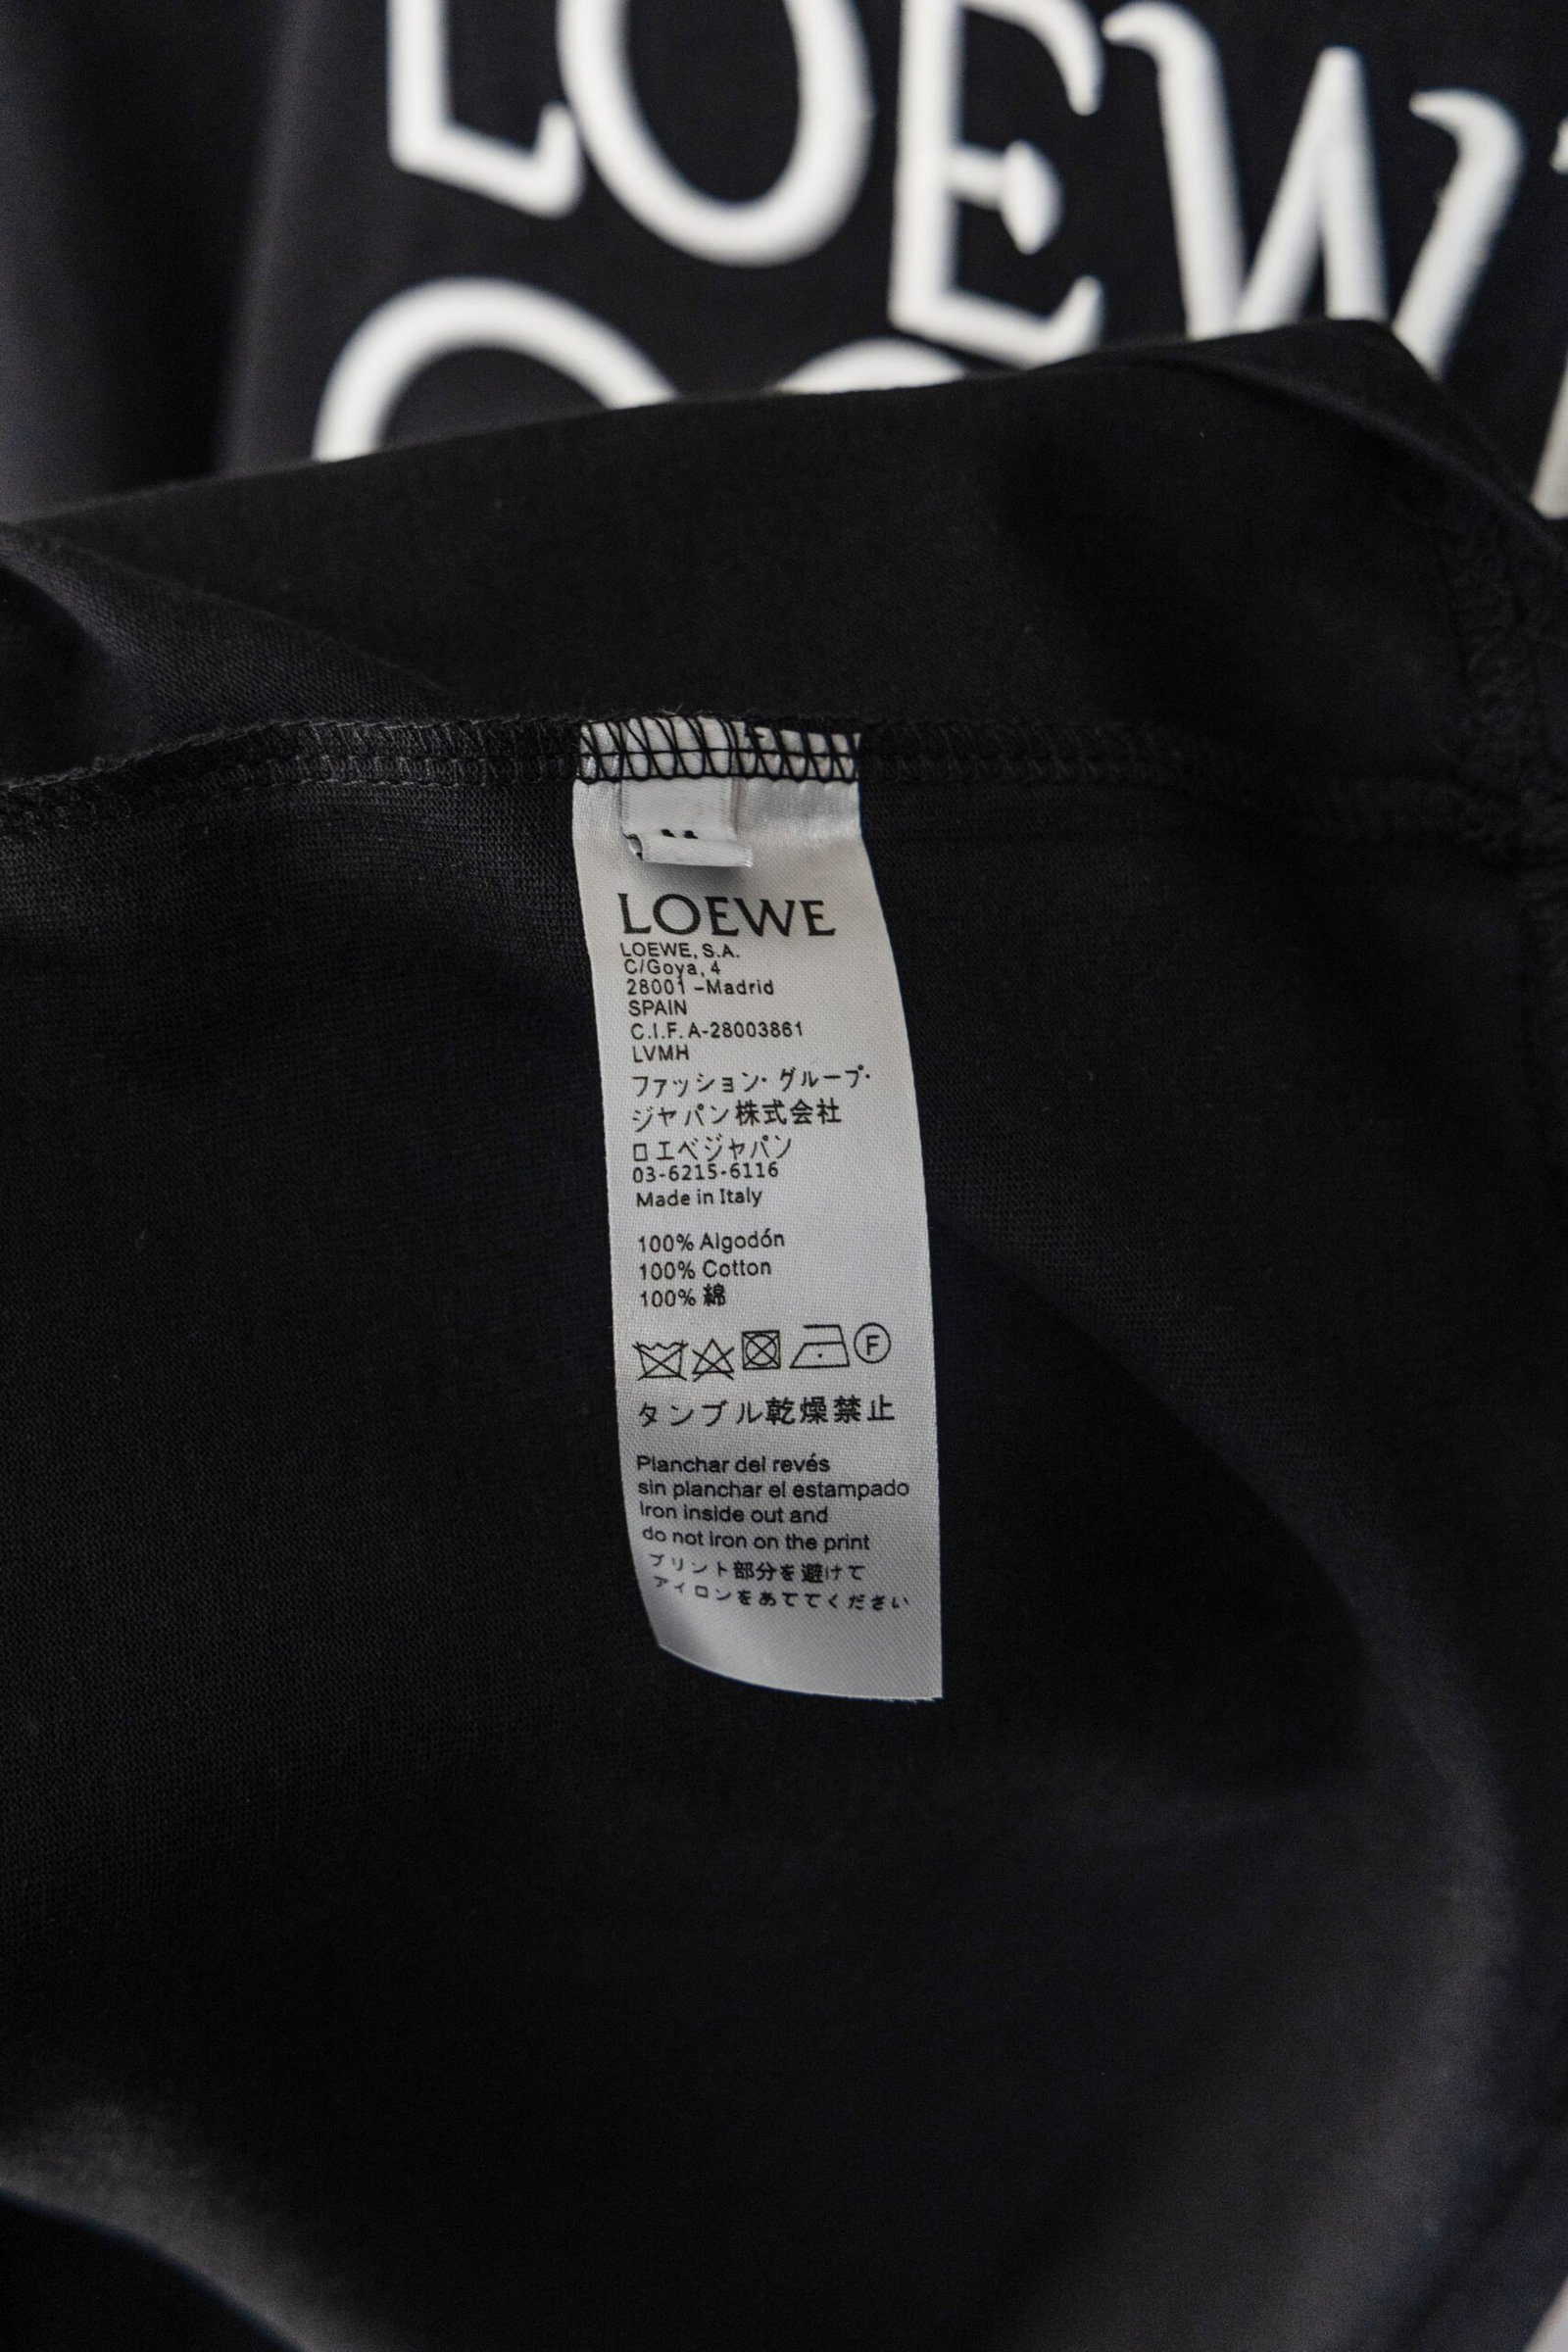 LOEWE
LOEWE
LOEWE, S.A.
C/Goya, 4
28001 –Madrid
SPAIN
C.I.F. A-28003861
LVMH
ファッション・グループ・
ジャパン株式会社
ロエベジャパン
03-6215-6116
Made in Italy
100% Algodón
100% Cotton
100% 綿
F
タンブル乾燥禁止
Planchar del revés
sin planchar el estampado
Iron inside out and
do not iron on the print
プリント部分を避けて
アイロンをあててください